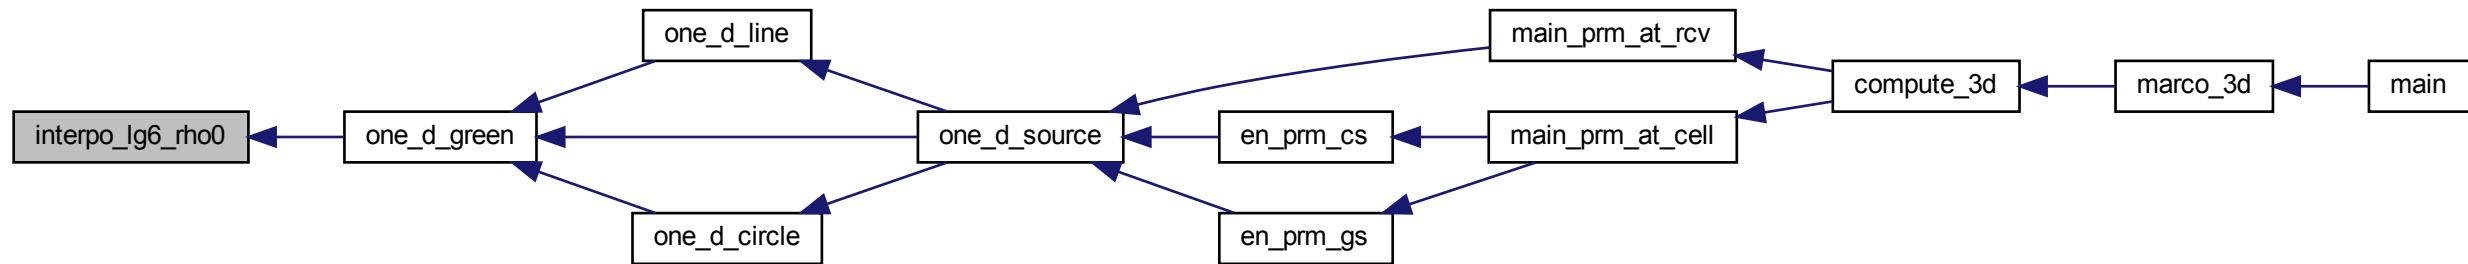 interpo_lg6_rho0
one_d_green
one_d_line
one_d_circle
one_d_source
main_prm_at_rcv
en_prm_cs
en_prm_gs
main_prm_at_cell
compute_3d
marco_3d
main